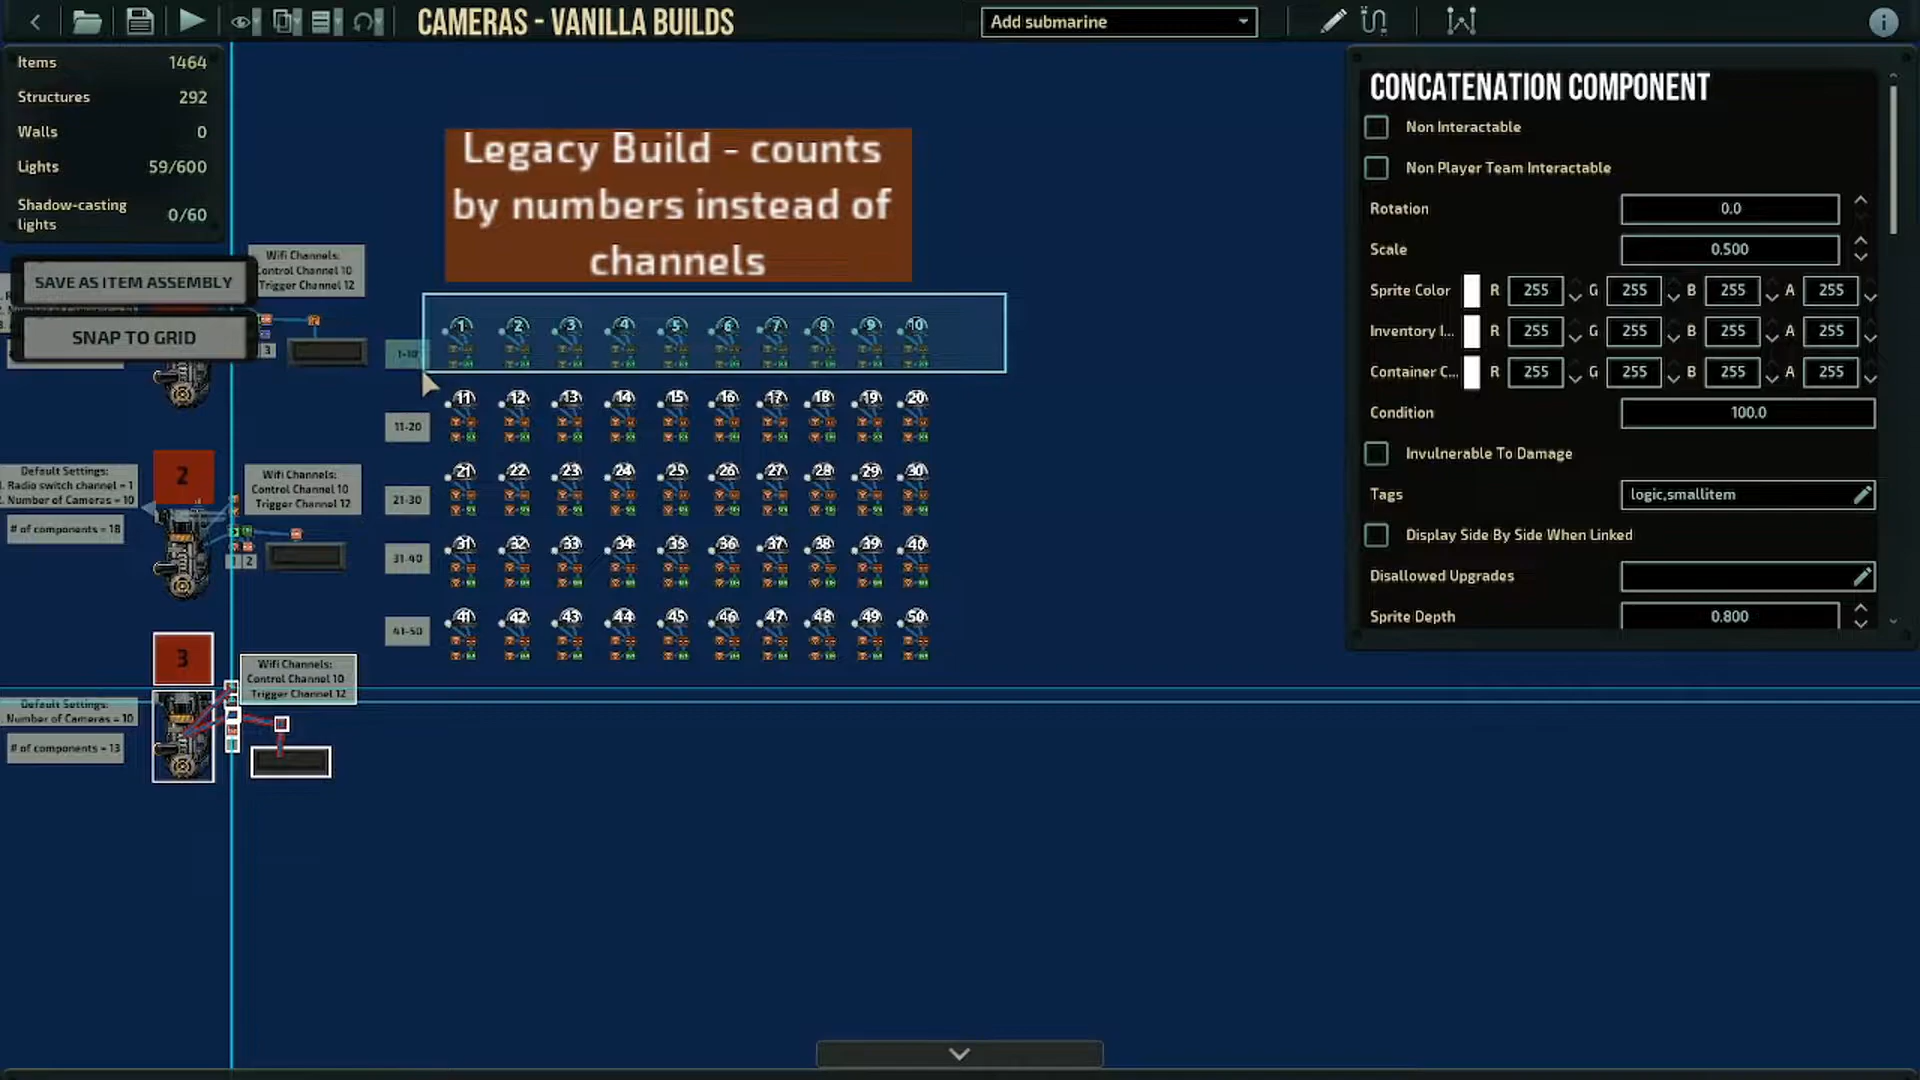 CAMERAS - VANILLA BUILDS
Add submarine
Items 1464
Structures 292
Walls 0
Lights 59/600
Shadow-casting
lights 0/60
SAVE AS ITEM ASSEMBLY
SNAP TO GRID
Wifi Channels:
Control Channel 10
Trigger Channel 12
3
Legacy Build - counts
by numbers instead of
channels
1-10
1 2 3 4 5 6 7 8 9 10
11-20
11 12 13 14 15 16 17 18 19 20
21-30
21 22 23 24 25 26 27 28 29 30
31-40
31 32 33 34 35 36 37 38 39 40
41-50
41 42 43 44 45 46 47 48 49 50
Default Settings:
. Radio switch channel = 1
. Number of Cameras = 10
# of components = 18
2
Wifi Channels:
Control Channel 10
Trigger Channel 12
1 2
3
Wifi Channels:
Control Channel 10
Trigger Channel 12
Default Settings:
. Number of Cameras = 10
# of components = 13
CONCATENATION COMPONENT
Non Interactable
Non Player Team Interactable
Rotation 0.0
Scale 0.500
Sprite Color R 255 G 255 B 255 A 255
Inventory I... R 255 G 255 B 255 A 255
Container C... R 255 G 255 B 255 A 255
Condition 100.0
Invulnerable To Damage
Tags logic,smallitem
Display Side By Side When Linked
Disallowed Upgrades
Sprite Depth 0.800